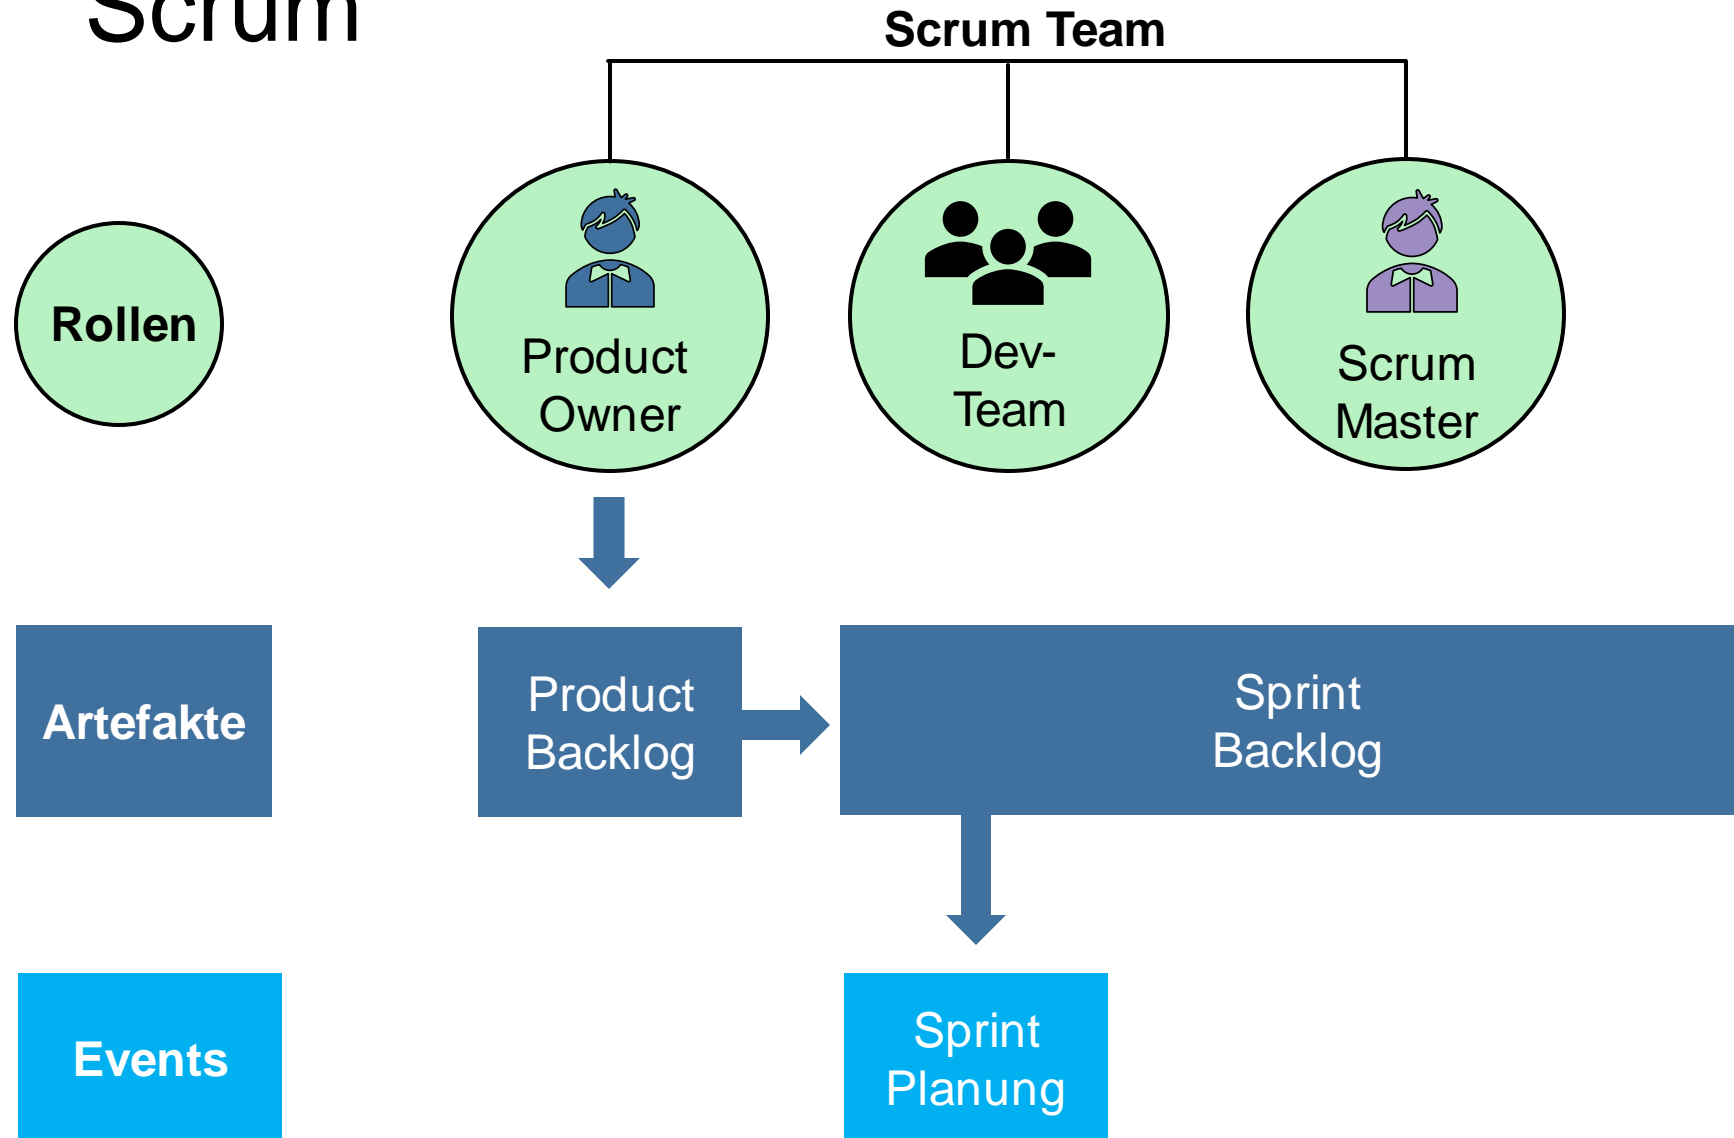 Scrum
Scrum Team
Rollen
Product
Owner
Dev-
Team
Scrum
Master
Artefakte
Product
Backlog
Sprint
Backlog
Events
Sprint
Planung